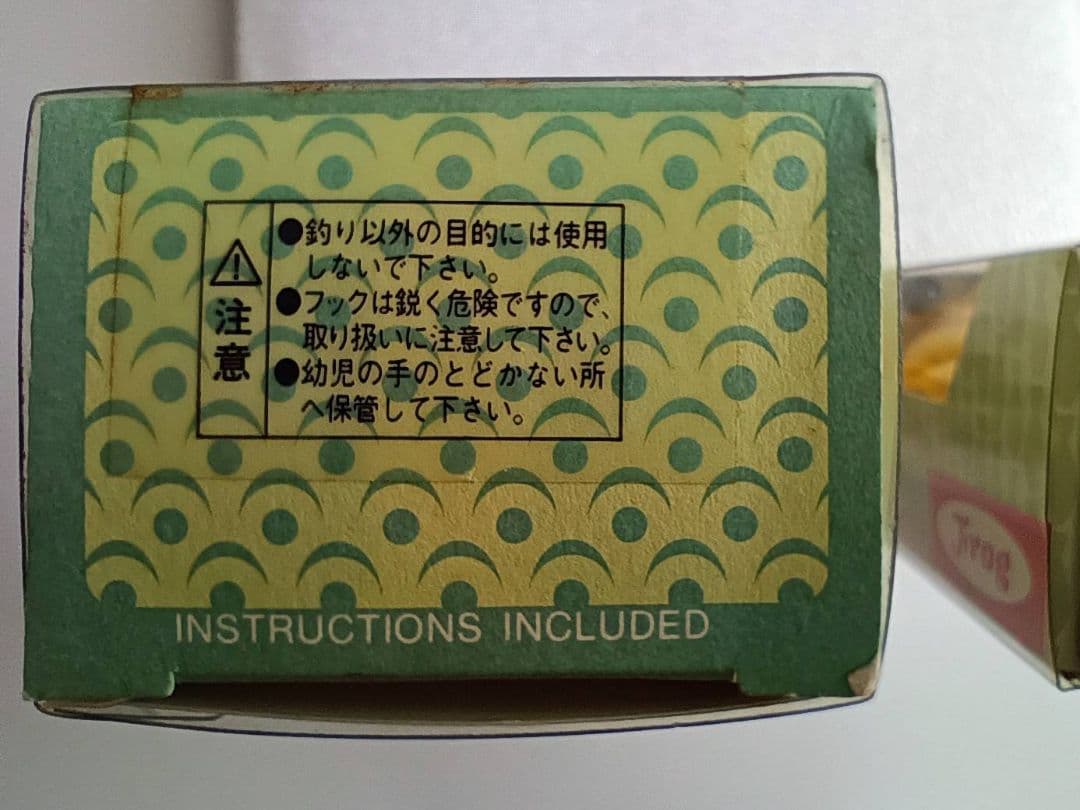 注意
●釣り以外の目的には使用
しないで下さい。
●フックは鋭く危険ですので、
取り扱いに注意して下さい。
●幼児の手のとどかない所
へ保管して下さい。
INSTRUCTIONS INCLUDED
Frog